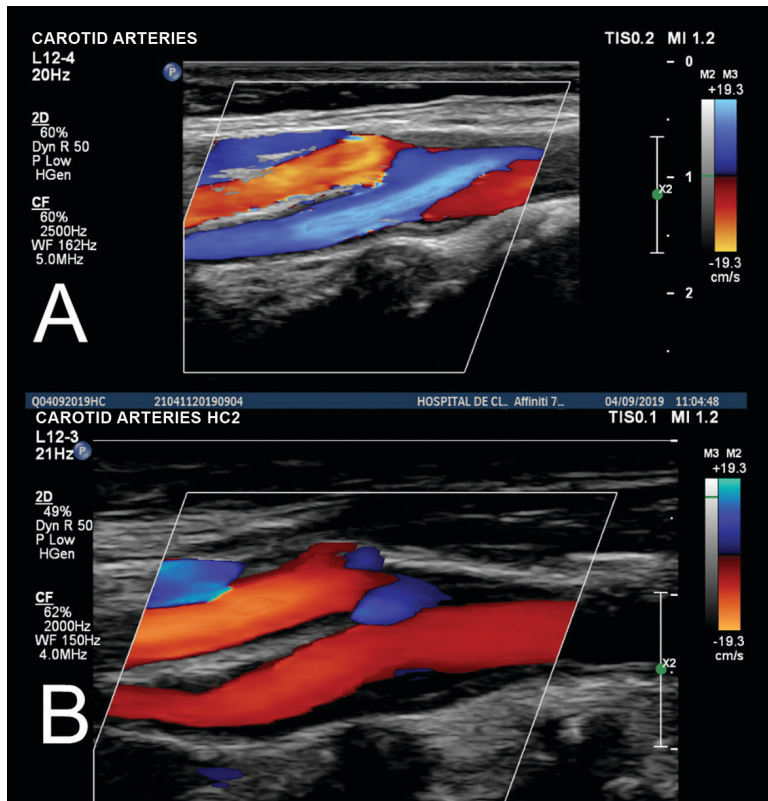 CAROTID ARTERIES
TIS0.2 MI 1.2
L12-4
20Hz
P
0
M2 M3
+19.3
2D
60%
Dyn R 50
P Low
HGen
1
X2
CF
60%
2500Hz
WF 162Hz
5.0MHz
-19.3
cm/s
2
A
Q04092019HC 21041120190904 HOSPITAL DE CL... Affiniti 7... 04/09/2019 11:04:48
CAROTID ARTERIES HC2
TIS0.1 MI 1.2
L12-3
21Hz
P
M3 M2
+19.3
2D
49%
Dyn R 50
P Low
HGen
CF
62%
2000Hz
WF 150Hz
4.0MHz
-19.3
cm/s
X2
B